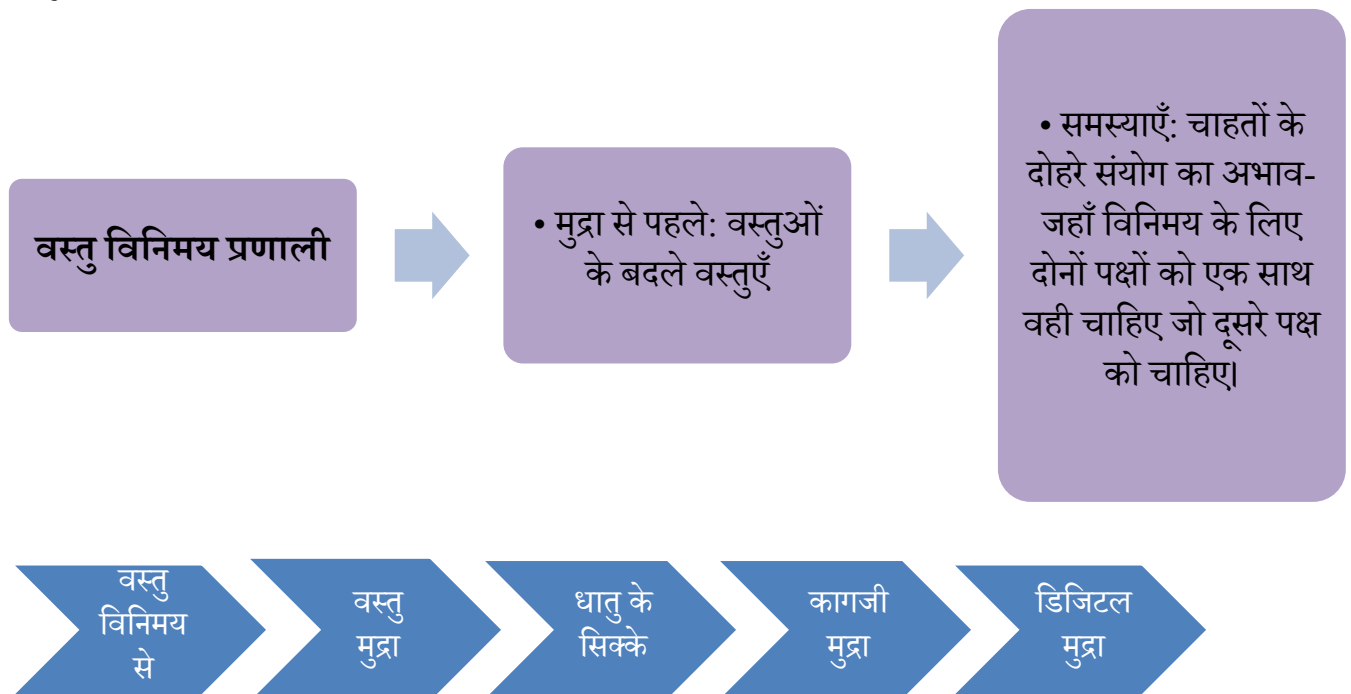 वस्तु विनिमय प्रणाली
• मुद्रा से पहले: वस्तुओं
के बदले वस्तुएँ
• समस्याएँ: चाहतों के
दोहरे संयोग का अभाव-
जहाँ विनिमय के लिए
दोनों पक्षों को एक साथ
वही चाहिए जो दूसरे पक्ष
को चाहिए।
वस्तु
विनिमय
से
वस्तु
मुद्रा
धातु के
सिक्के
कागजी
मुद्रा
डिजिटल
मुद्रा